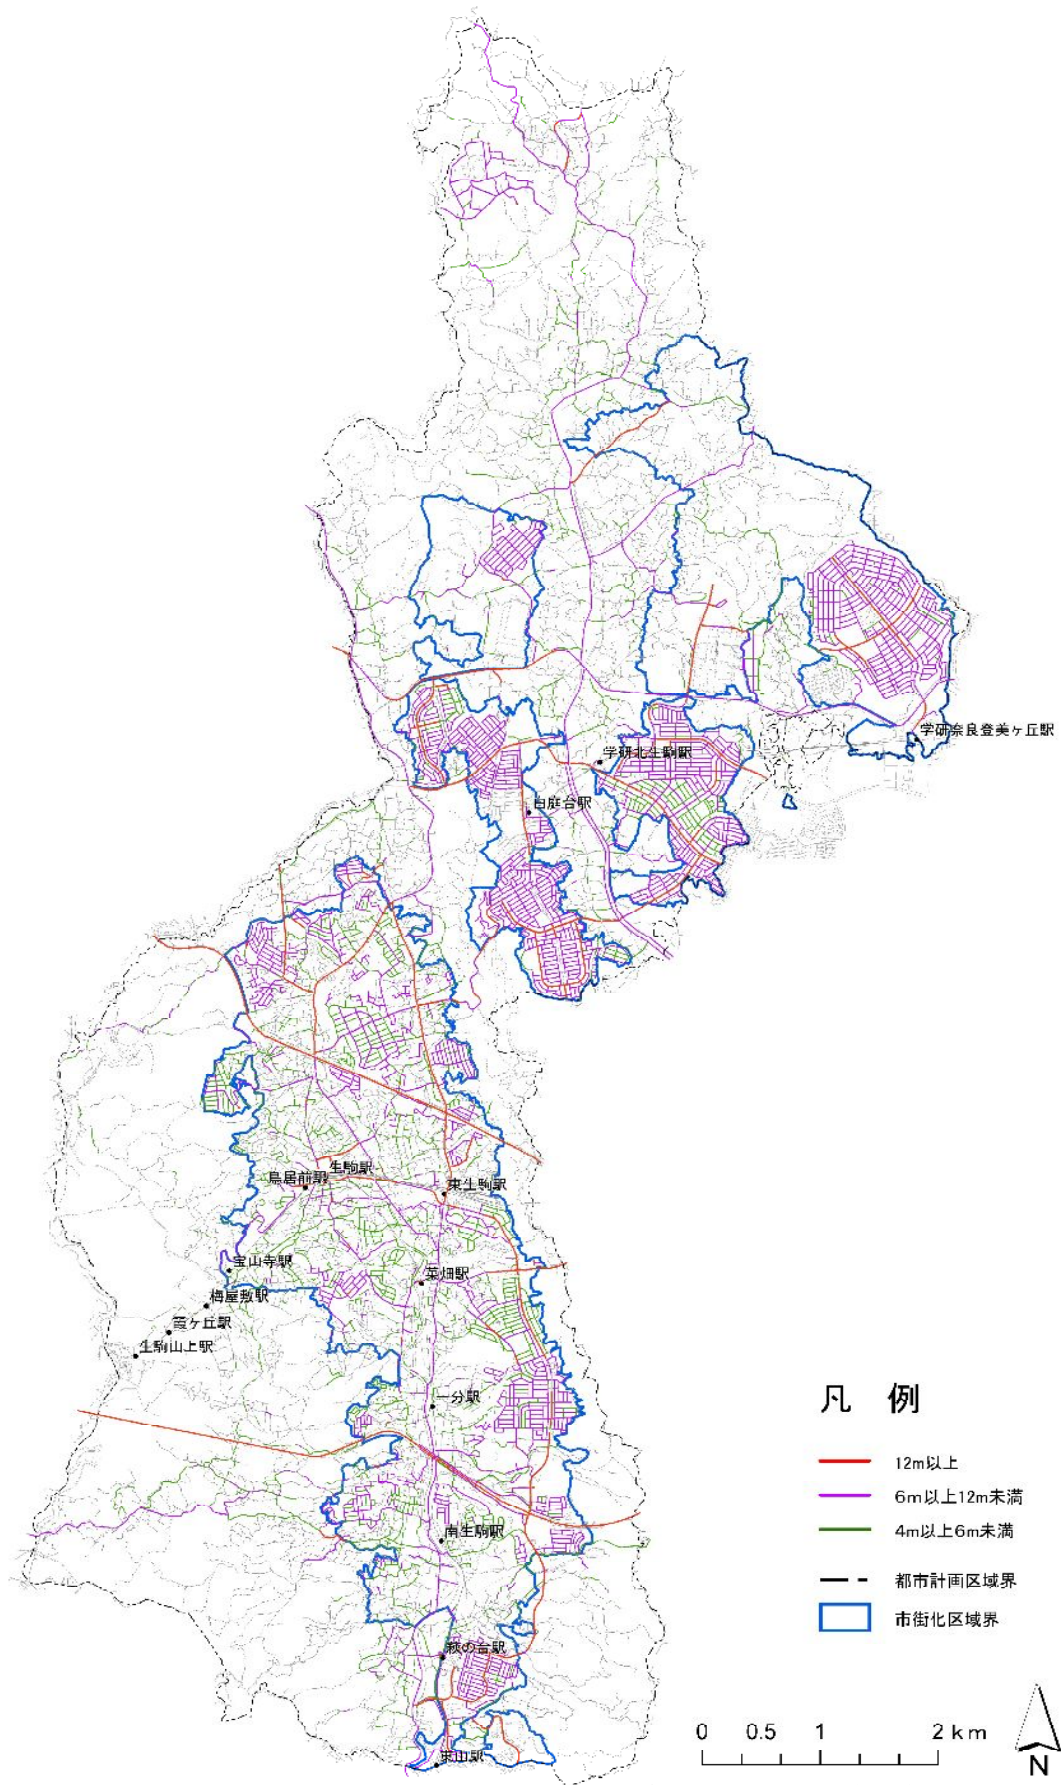 学研奈良登美ヶ丘駅
学研北生駒駅
白庭台駅
生駒駅
鳥居前駅
東生駒駅
宝山寺駅
菜畑駅
梅屋敷駅
霞ヶ丘駅
生駒山上駅
一分駅
南生駒駅
萩の台駅
東山駅
凡 例
12m以上
6m以上12m未満
4m以上6m未満
都市計画区域界
市街化区域界
0 0.5 1 2 km
N